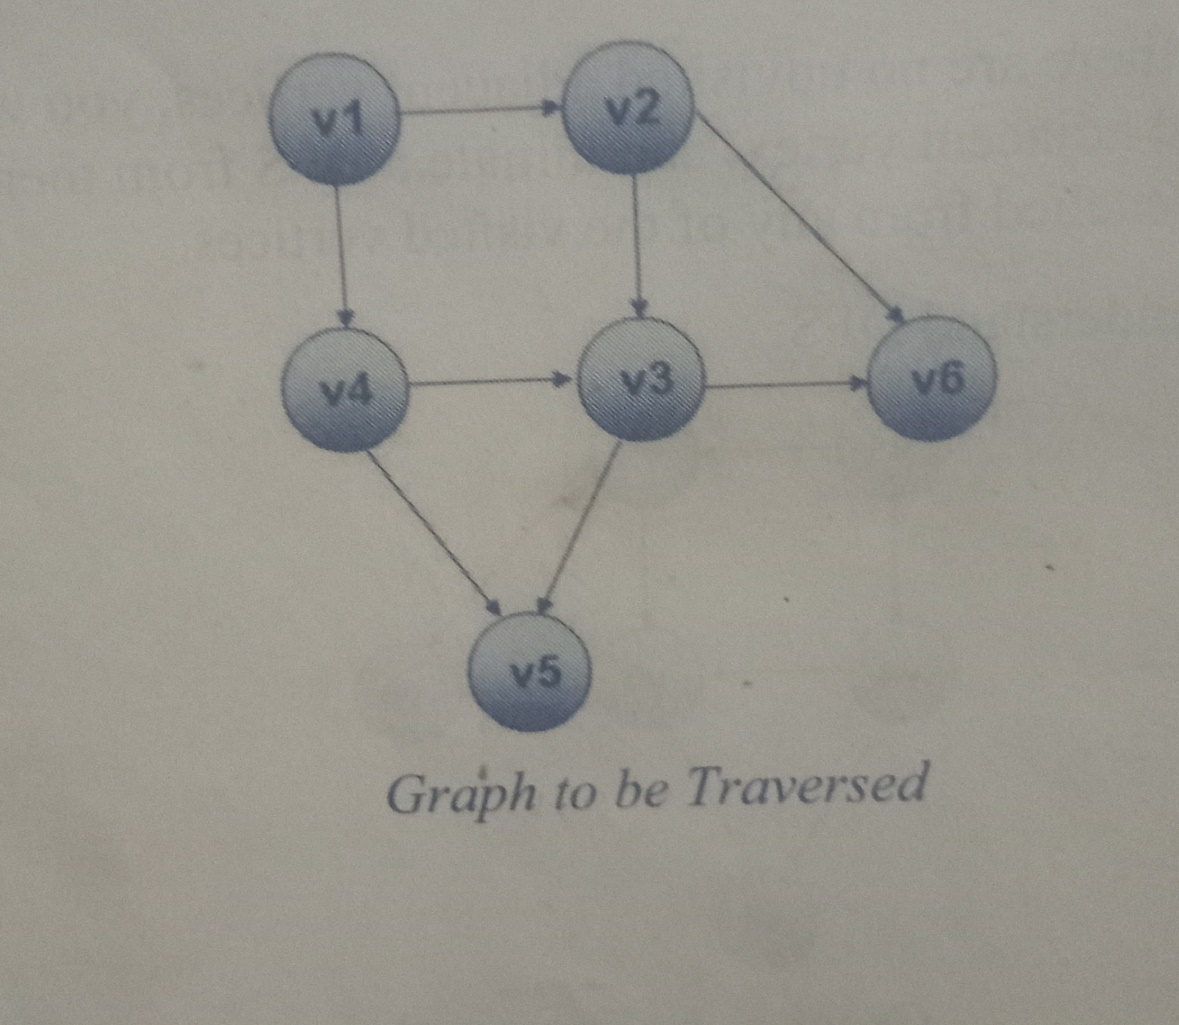 v1 v2
v4 v3 v6
v5
Graph to be Traversed